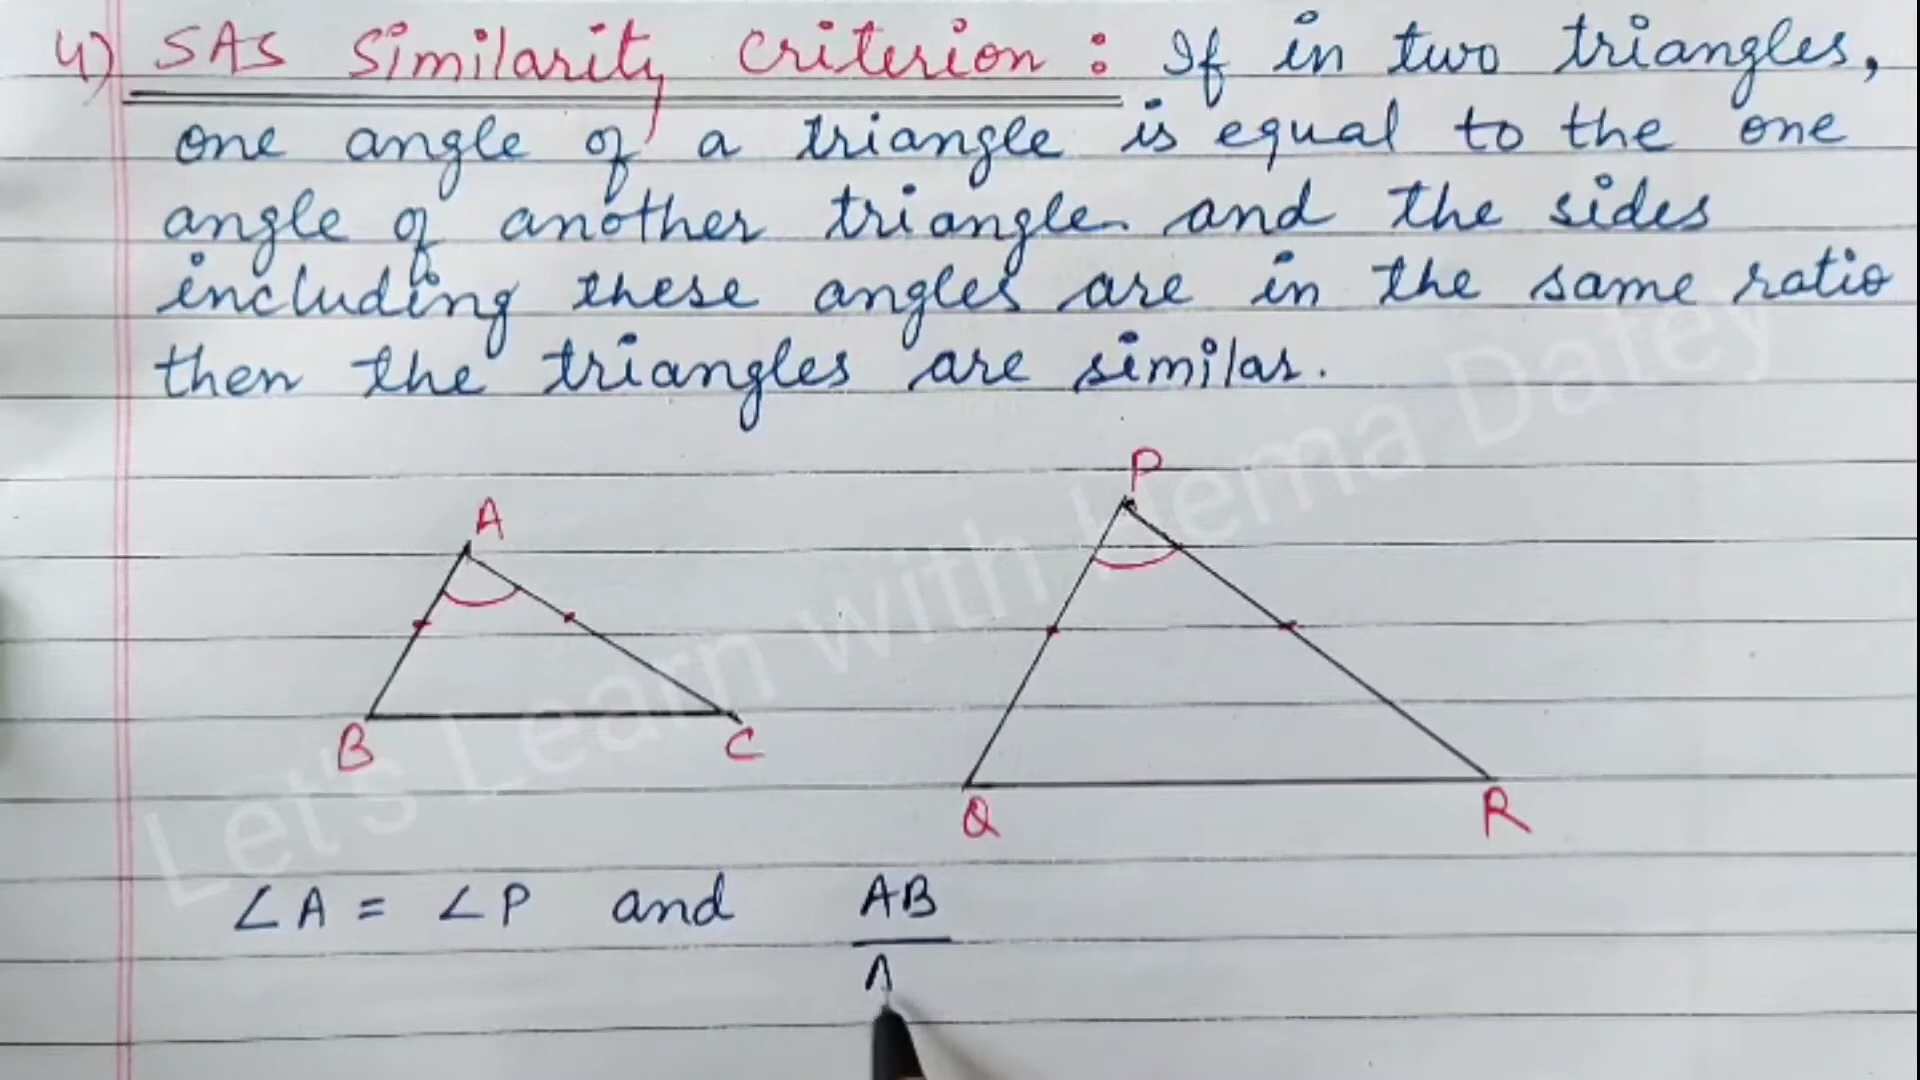 4) SAS Similarity Criterion : If in two triangles,
one angle of a triangle is equal to the one
angle of another triangle and the sides
including these angles are in the same ratio
then the triangles are similar.
P
A
B
C
Q
R
∠A = ∠P and AB
Let's Learn with Hema Datey